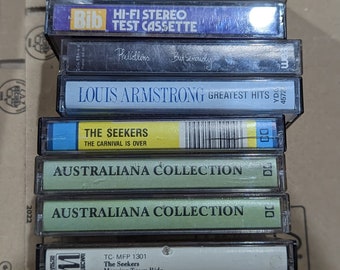 Bib
HI-FI STEREO
TEST CASSETTE
LOUIS ARMSTRONG GREATEST HITS
THE SEEKERS
THE CARNIVAL IS OVER
AUSTRALIANA COLLECTION
AUSTRALIANA COLLECTION
TC-MFP 1301
The Seekers